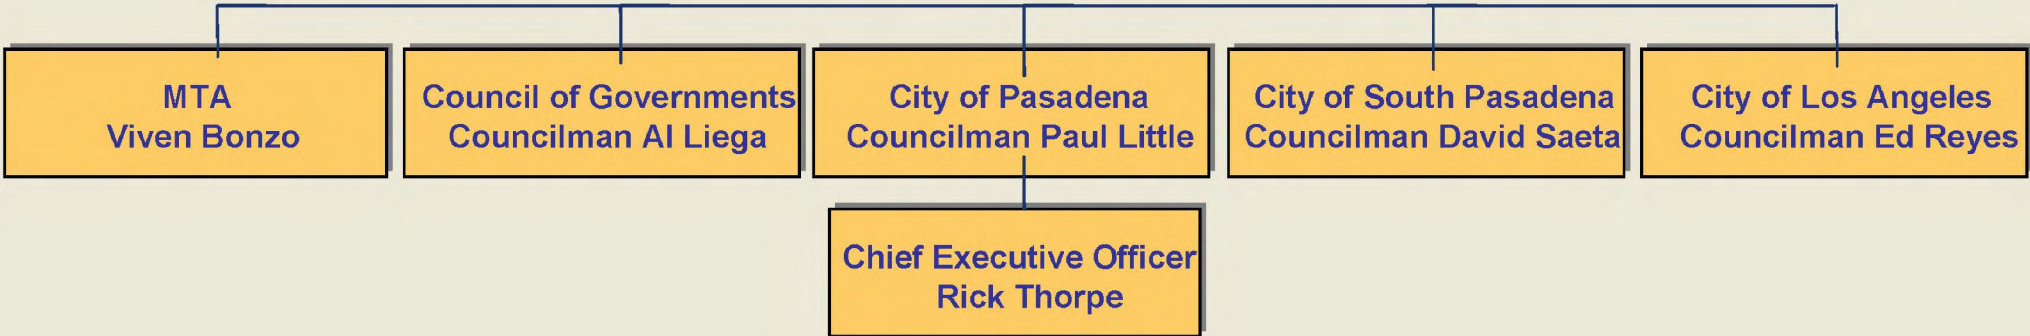 MTA
Viven Bonzo
Council of Governments
Councilman Al Liega
City of Pasadena
Councilman Paul Little
City of South Pasadena
Councilman David Saeta
City of Los Angeles
Councilman Ed Reyes
Chief Executive Officer
Rick Thorpe